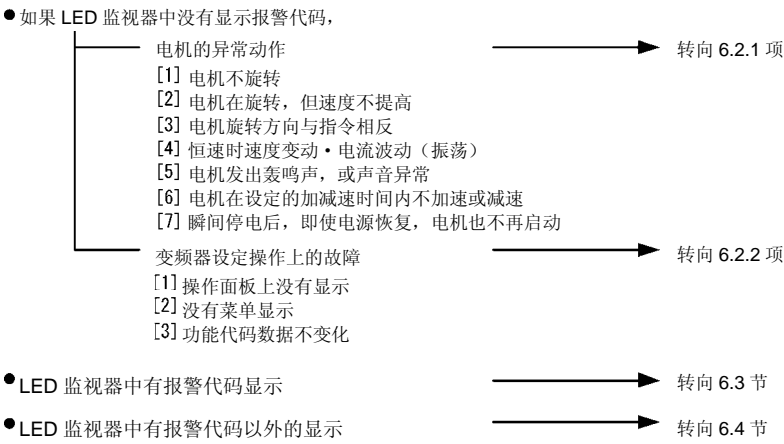 ●如果 LED 监视器中没有显示报警代码，
电机的异常动作 转向 6.2.1 项
[1] 电机不旋转
[2] 电机在旋转，但速度不提高
[3] 电机旋转方向与指令相反
[4] 恒速时速度变动・电流波动（振荡）
[5] 电机发出轰鸣声，或声音异常
[6] 电机在设定的加减速时间内不加速或减速
[7] 瞬间停电后，即使电源恢复，电机也不再启动
变频器设定操作上的故障 转向 6.2.2 项
[1] 操作面板上没有显示
[2] 没有菜单显示
[3] 功能代码数据不变化
●LED 监视器中有报警代码显示 转向 6.3 节
●LED 监视器中有报警代码以外的显示 转向 6.4 节